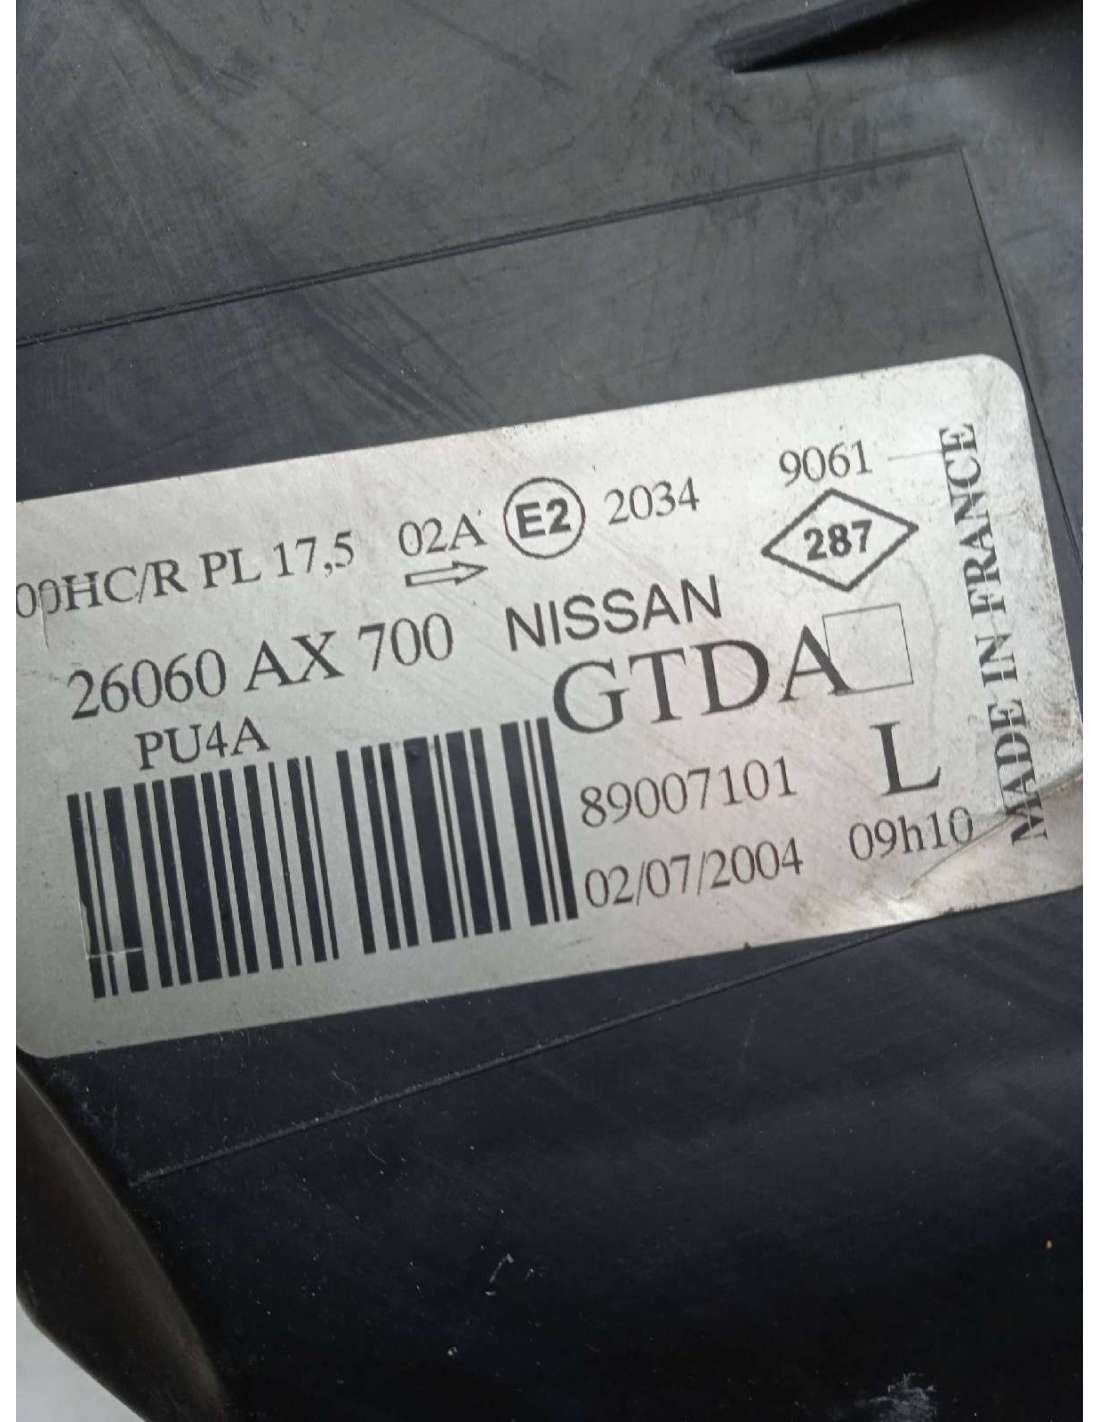 9061
00HC/R PL 17,5 02A E2 2034 287
26060 AX 700 NISSAN
PU4A GTDA
89007101 L
02/07/2004 09h10
MADE IN FRANCE